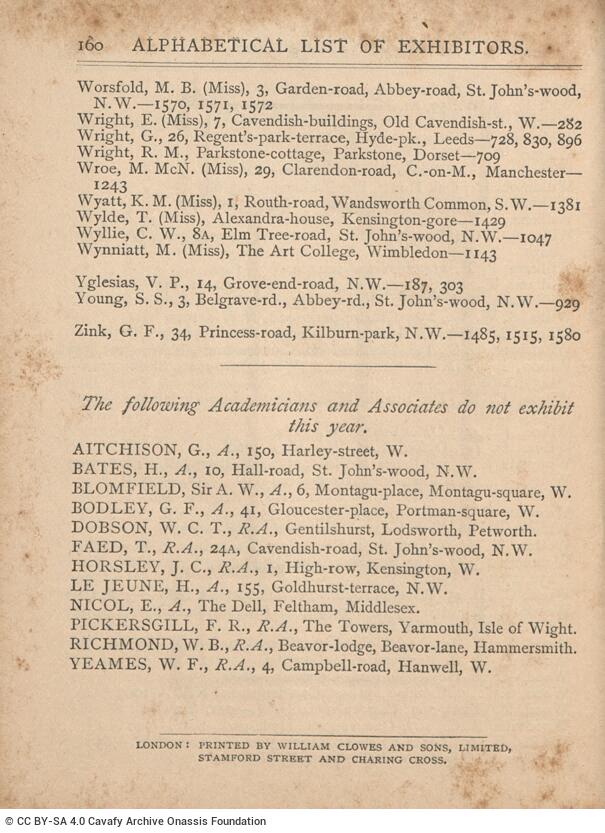 160 ALPHABETICAL LIST OF EXHIBITORS.
Worsfold, M. B. (Miss), 3, Garden-road, Abbey-road, St. John's-wood,
N.W.—1570, 1571, 1572
Wright, E. (Miss), 7, Cavendish-buildings, Old Cavendish-st., W.—282
Wright, G., 26, Regent's-park-terrace, Hyde-pk., Leeds—728, 830, 896
Wright, R. M., Parkstone-cottage, Parkstone, Dorset—709
Wroe, M. McN. (Miss), 29, Clarendon-road, C.-on-M., Manchester—
1243
Wyatt, K. M. (Miss), 1, Routh-road, Wandsworth Common, S.W.—1381
Wylde, T. (Miss), Alexandra-house, Kensington-gore—1429
Wyllie, C. W., 8A, Elm Tree-road, St. John's-wood, N.W.—1047
Wynniatt, M. (Miss), The Art College, Wimbledon—1143
Yglesias, V. P., 14, Grove-end-road, N.W.—187, 303
Young, S. S., 3, Belgrave-rd., Abbey-rd., St. John's-wood, N.W.—929
Zink, G. F., 34, Princess-road, Kilburn-park, N.W.—1485, 1515, 1580
The following Academicians and Associates do not exhibit
this year.
AITCHISON, G., A., 150, Harley-street, W.
BATES, H., A., 10, Hall-road, St. John's-wood, N.W.
BLOMFIELD, Sir A. W., A., 6, Montagu-place, Montagu-square, W.
BODLEY, G. F., A., 41, Gloucester-place, Portman-square, W.
DOBSON, W. C. T., R.A., Gentilshurst, Lodsworth, Petworth.
FAED, T., R.A., 24A, Cavendish-road, St. John's-wood, N.W.
HORSLEY, J. C., R.A., 1, High-row, Kensington, W.
LE JEUNE, H., A., 155, Goldhurst-terrace, N.W.
NICOL, E., A., The Dell, Feltham, Middlesex.
PICKERSGILL, F. R., R.A., The Towers, Yarmouth, Isle of Wight.
RICHMOND, W. B., R.A., Beavor-lodge, Beavor-lane, Hammersmith.
YEAMES, W. F., R.A., 4, Campbell-road, Hanwell, W.
LONDON: PRINTED BY WILLIAM CLOWES AND SONS, LIMITED,
STAMFORD STREET AND CHARING CROSS.
© CC BY-SA 4.0 Cavafy Archive Onassis Foundation